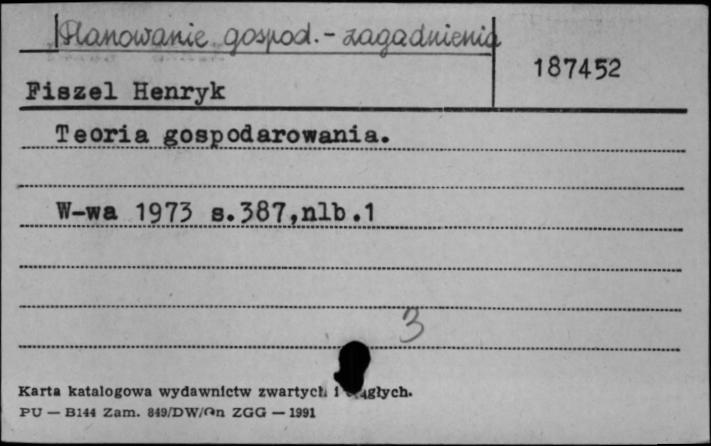 Planowanie gospod. - zagadnienia
187452
Fiszel Henryk
Teoria gospodarowania.
W-wa 1973 s.387,nlb.1
3
Karta katalogowa wydawnictw zwartych i
PU — B144 Zam. 849/DW/On ZGG — 1991